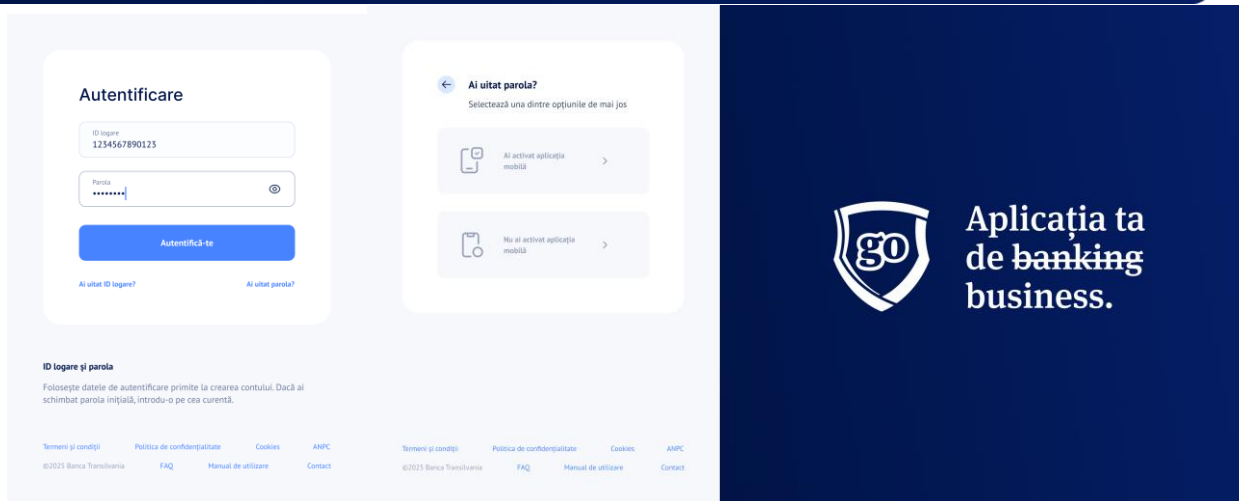 Autentificare
ID logare
1234567890123
Parola
••••••••
Autentifică-te
Ai uitat ID logare?
Ai uitat parola?
ID logare și parola
Folosește datele de autentificare primite la crearea contului. Dacă ai
schimbat parola inițială, introdu-o pe cea curentă.
Termeni și condiții
Politica de confidențialitate
Cookies
ANPC
©2025 Banca Transilvania
FAQ
Manual de utilizare
Contact
Ai uitat parola?
Selectează una dintre opțiunile de mai jos
Ai activat aplicația
mobilă
Nu ai activat aplicația
mobilă
Termeni și condiții
Politica de confidențialitate
Cookies
ANPC
©2025 Banca Transilvania
FAQ
Manual de utilizare
Contact
go
Aplicația ta
de banking
business.